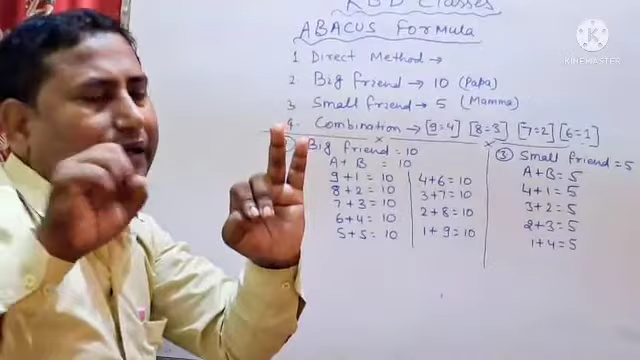 RBD Classes
ABACUS FORMULA
1 Direct Method →
2 Big friend → 10 (Papa)
3 Small friend → 5 (Mamma)
4. Combination → [9=4] [8=3] [7=2] [6=1]
Big friend = 10
A + B = 10
9 + 1 = 10
8 + 2 = 10
7 + 3 = 10
6 + 4 = 10
5 + 5 = 10
4 + 6 = 10
3 + 7 = 10
2 + 8 = 10
1 + 9 = 10
③ Small friend = 5
A + B = 5
4 + 1 = 5
3 + 2 = 5
2 + 3 = 5
1 + 4 = 5
K
KINEMASTER